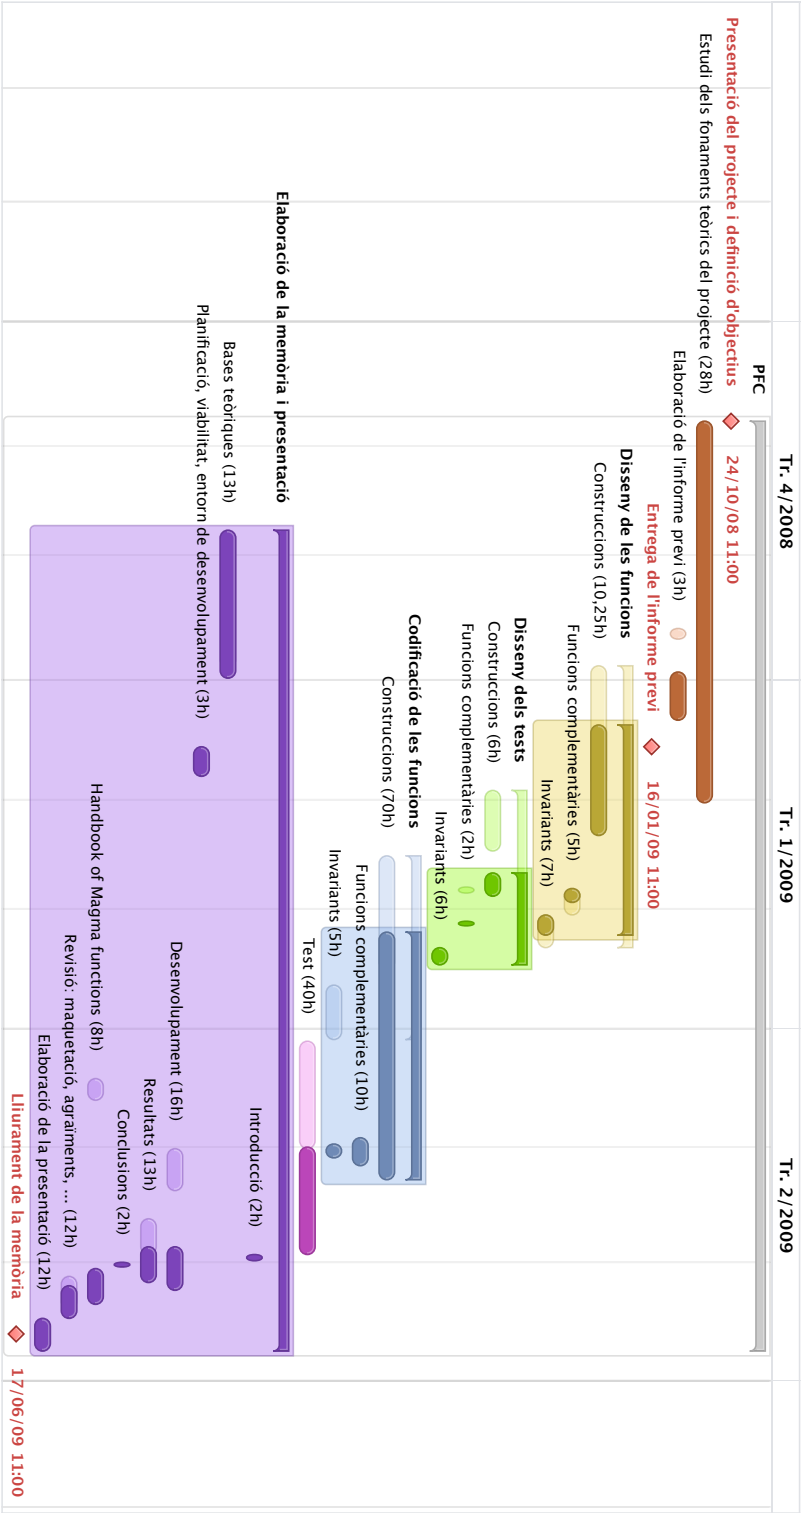 Tr. 4/2008
Tr. 1/2009
Tr. 2/2009
PFC
Presentació del projecte i definició d'objectius
24/10/08 11:00
Estudi dels fonaments teòrics del projecte (28h)
Elaboració de l'informe previ (3h)
Entrega de l'informe previ
16/01/09 11:00
Disseny de les funcions
Construccions (10,25h)
Funcions complementàries (5h)
Invariants (7h)
Disseny dels tests
Construccions (6h)
Funcions complementàries (2h)
Invariants (6h)
Codificació de les funcions
Construccions (70h)
Funcions complementàries (10h)
Invariants (5h)
Test (40h)
Elaboració de la memòria i presentació
Introducció (2h)
Bases teòriques (13h)
Planificació, viabilitat, entorn de desenvolupament (3h)
Desenvolupament (16h)
Resultats (13h)
Conclusions (2h)
Handbook of Magma functions (8h)
Revisió: maquetació, agraïments, ... (12h)
Elaboració de la presentació (12h)
Lliurament de la memòria
17/06/09 11:00